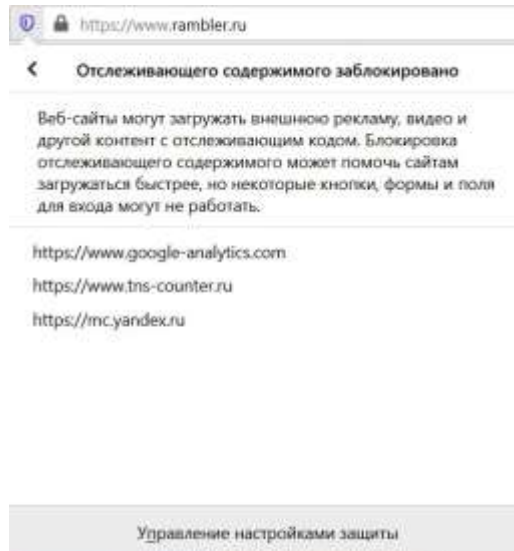 https://www.rambler.ru
Отслеживающего содержимого заблокировано
Веб-сайты могут загружать внешнюю рекламу, видео и
другой контент с отслеживающим кодом. Блокировка
отслеживающего содержимого может помочь сайтам
загружаться быстрее, но некоторые кнопки, формы и поля
для входа могут не работать.
https://www.google-analytics.com
https://www.tns-counter.ru
https://mc.yandex.ru
Управление настройками защиты